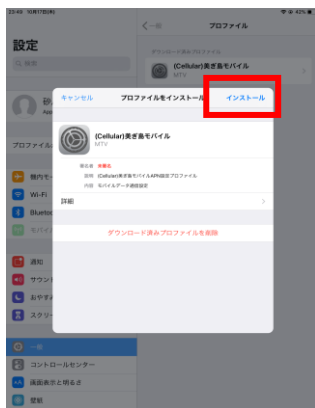 23:49 10月17日(木)
42%
設定
検索
プロファイル
機内モ
Wi-Fi
Bluetoo
モバイ
通知
サウン
おやす
スクリ
一般
コントロールセンター
画面表示と明るさ
壁紙
一般
プロファイル
ダウンロード済みプロファイル
(Cellular)美ぎ島モバイル
MTV
キャンセル
プロファイルをインストール
インストール
(Cellular)美ぎ島モバイル
MTV
署名者 未署名
説明 (Cellular)美ぎ島モバイルAPN設定プロファイル
内容 モバイルデータ通信設定
詳細
ダウンロード済みプロファイルを削除